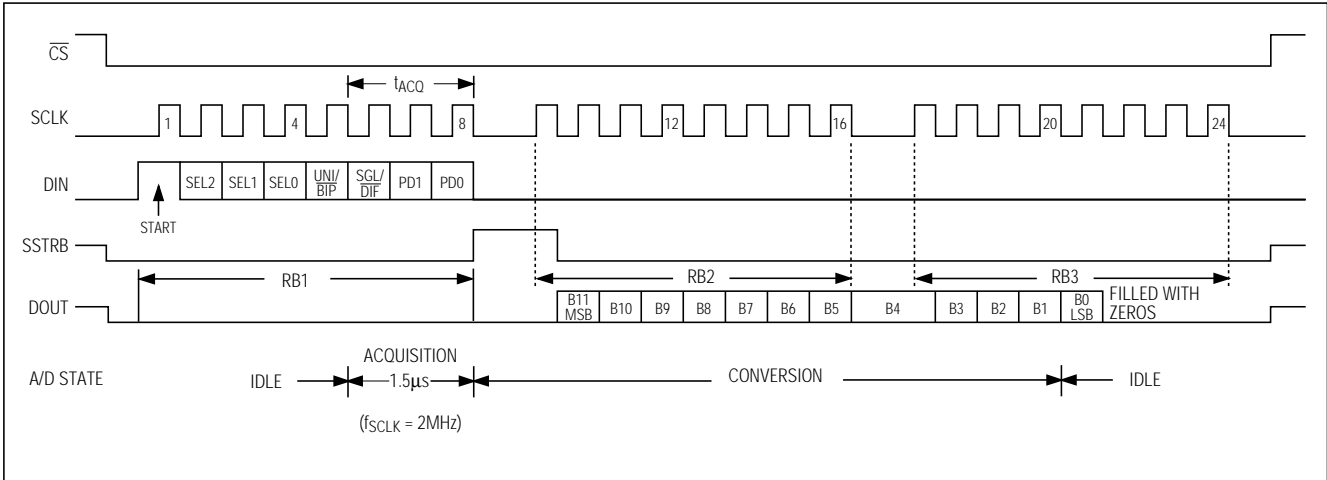 CS
tACQ
SCLK 1 4 8 12 16 20 24
DIN SEL2 SEL1 SEL0 UNI/ BIP SGL/ DIF PD1 PD0
START
SSTRB
RB1 RB2 RB3
DOUT B11 MSB B10 B9 B8 B7 B6 B5 B4 B3 B2 B1 B0 LSB FILLED WITH ZEROS
A/D STATE IDLE ACQUISITION 1.5μs CONVERSION IDLE
(fSCLK = 2MHz)